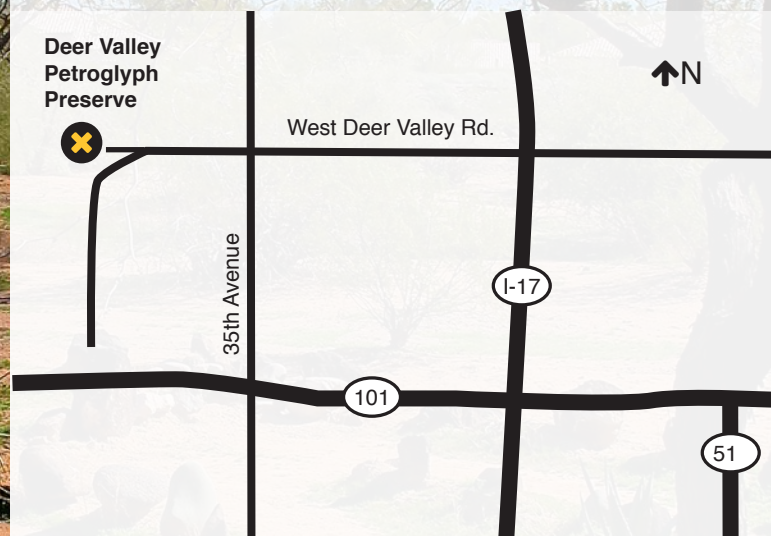 Deer Valley
Petroglyph
Preserve
N
West Deer Valley Rd.
35th Avenue
I-17
101
51